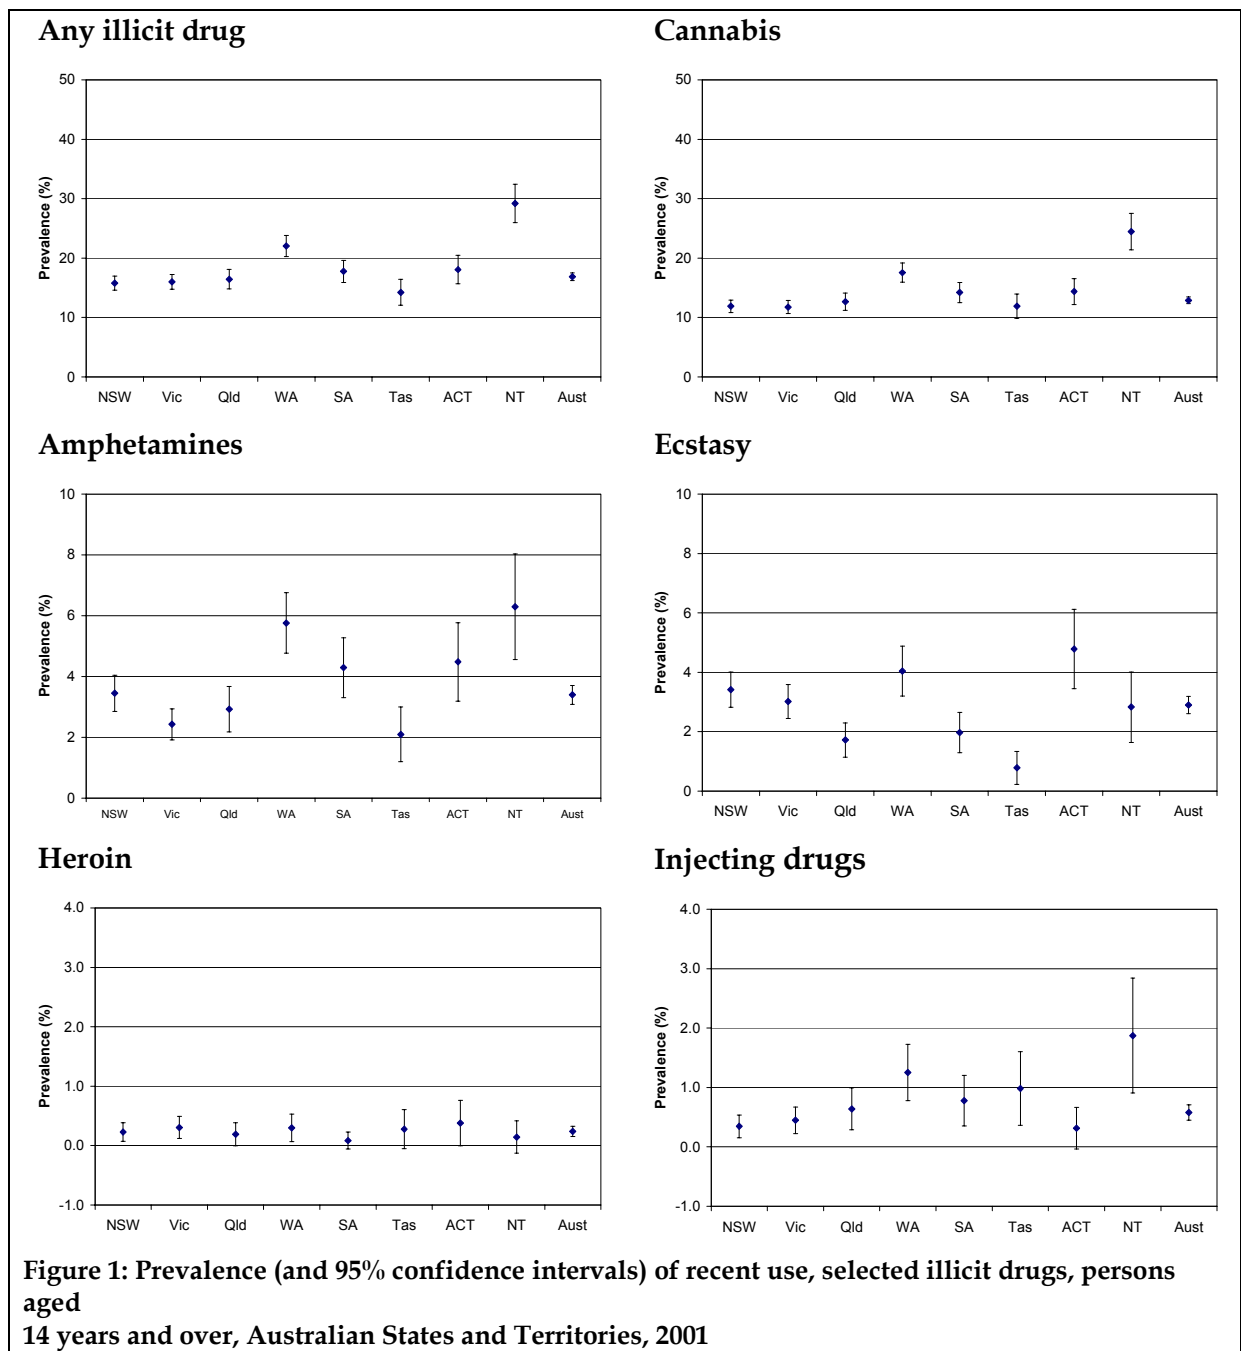 Any illicit drug
50
40
30
20
10
0
Prevalence (%)
NSW Vic Qld WA SA Tas ACT NT Aust
Cannabis
50
40
30
20
10
0
Prevalence (%)
NSW Vic Qld WA SA Tas ACT NT Aust
Amphetamines
10
8
6
4
2
0
Prevalence (%)
NSW Vic Qld WA SA Tas ACT NT Aust
Ecstasy
10
8
6
4
2
0
Prevalence (%)
NSW Vic Qld WA SA Tas ACT NT Aust
Heroin
4.0
3.0
2.0
1.0
0.0
-1.0
Prevalence (%)
NSW Vic Qld WA SA Tas ACT NT Aust
Injecting drugs
4.0
3.0
2.0
1.0
0.0
-1.0
Prevalence (%)
NSW Vic Qld WA SA Tas ACT NT Aust
Figure 1: Prevalence (and 95% confidence intervals) of recent use, selected illicit drugs, persons
aged
14 years and over, Australian States and Territories, 2001